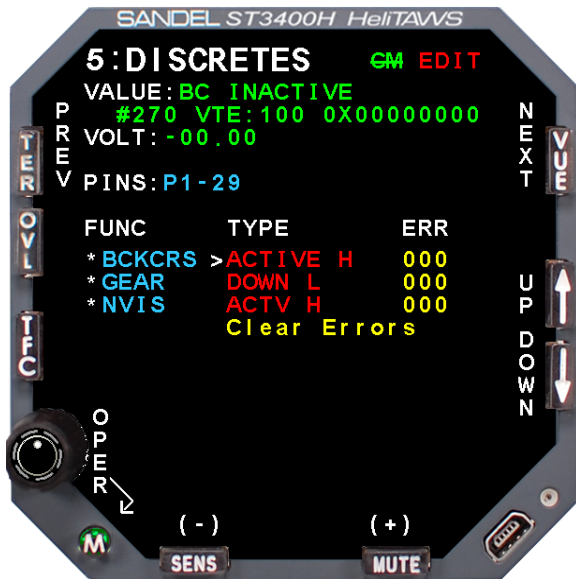 SANDEL ST3400H HeliTAWS
5:DISCRETES GM EDIT
VALUE:BC INACTIVE
#270 VTE:100 0X00000000
VOLT:-00.00
PINS:P1-29
FUNC TYPE ERR
*BCKCRS >ACTIVE H 000
*GEAR DOWN L 000
*NVIS ACTV H 000
Clear Errors
PREV
NEXT
TER
VUE
OVL
UP DOWN
TFC
OPER
M
(-) (+)
SENS MUTE